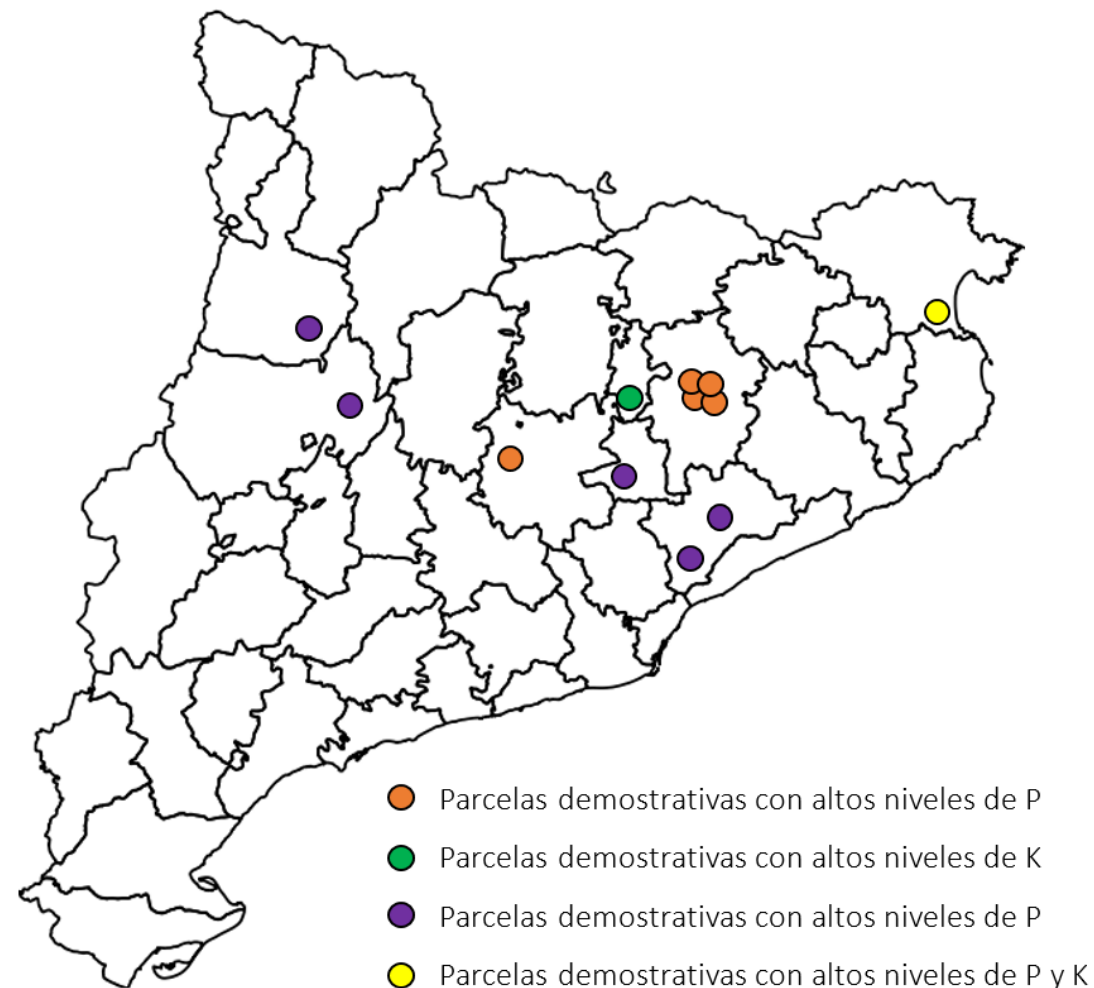 Parcelas demostrativas con altos niveles de P
Parcelas demostrativas con altos niveles de K
Parcelas demostrativas con altos niveles de P
Parcelas demostrativas con altos niveles de P y K